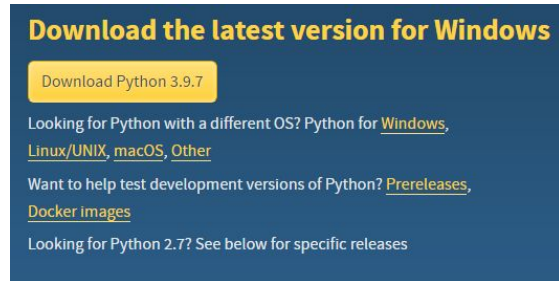 Download the latest version for Windows
Download Python 3.9.7
Looking for Python with a different OS? Python for Windows,
Linux/UNIX, macOS, Other
Want to help test development versions of Python? Prereleases,
Docker images
Looking for Python 2.7? See below for specific releases